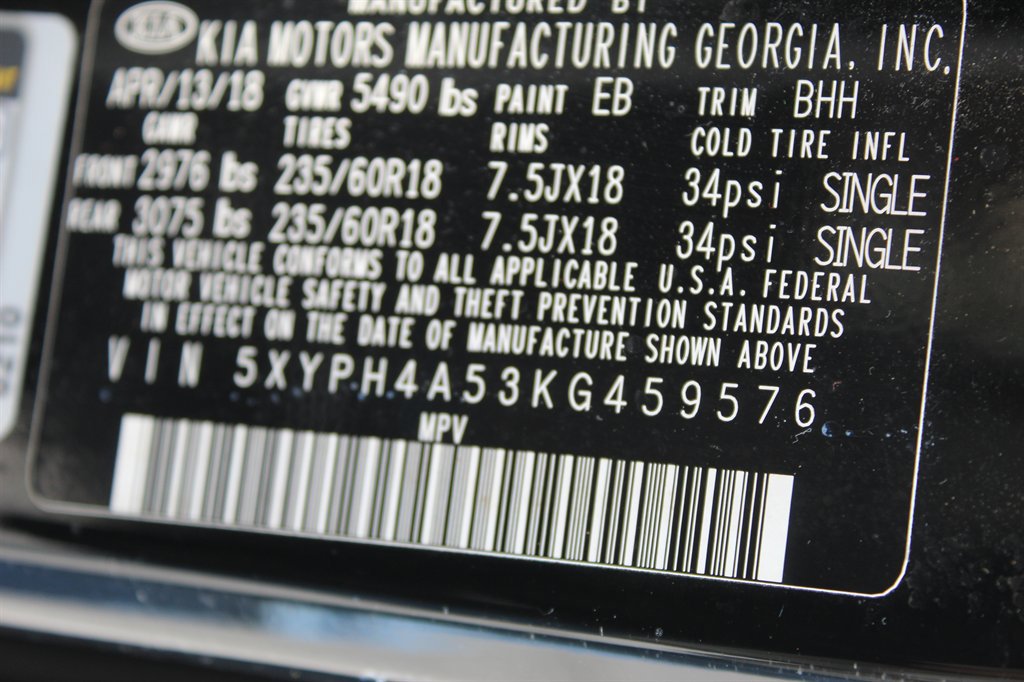 MANUFACTURED BY
KIA KIA MOTORS MANUFACTURING GEORGIA, INC.
APR/13/18 GVWR 5490 lbs PAINT EB TRIM BHH
GAWR TIRES RIMS COLD TIRE INFL
FRONT 2976 lbs 235/60R18 7.5JX18 34psi SINGLE
REAR 3075 lbs 235/60R18 7.5JX18 34psi SINGLE
THIS VEHICLE CONFORMS TO ALL APPLICABLE U.S.A. FEDERAL
MOTOR VEHICLE SAFETY AND THEFT PREVENTION STANDARDS
IN EFFECT ON THE DATE OF MANUFACTURE SHOWN ABOVE
VIN 5XYPH4A53KG459576
MPV